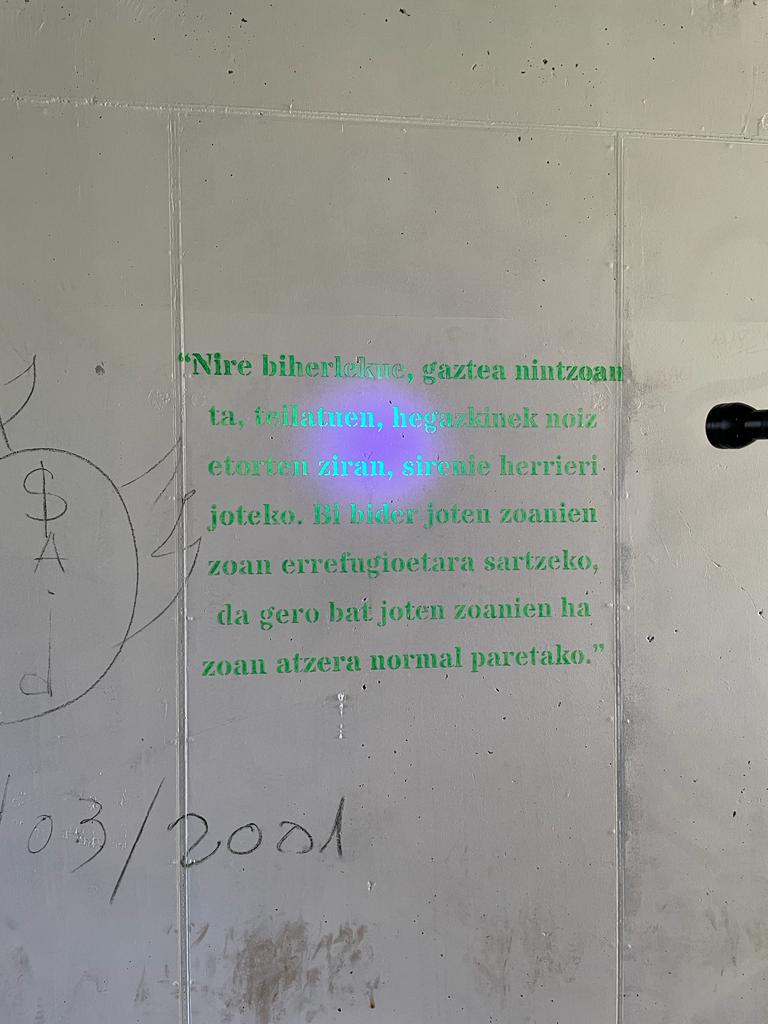 “Nire biherlekue, gaztea nintzoan
ta, teilatuen, hegazkinek noiz
etorten ziran, sirenie herrieri
joteko. Bi bider joten zoanien
zoan errefugioetara sartzeko,
da gero bat joten zoanien ha
zoan atzera normal paretako.”
$
A
i
d
03/2001